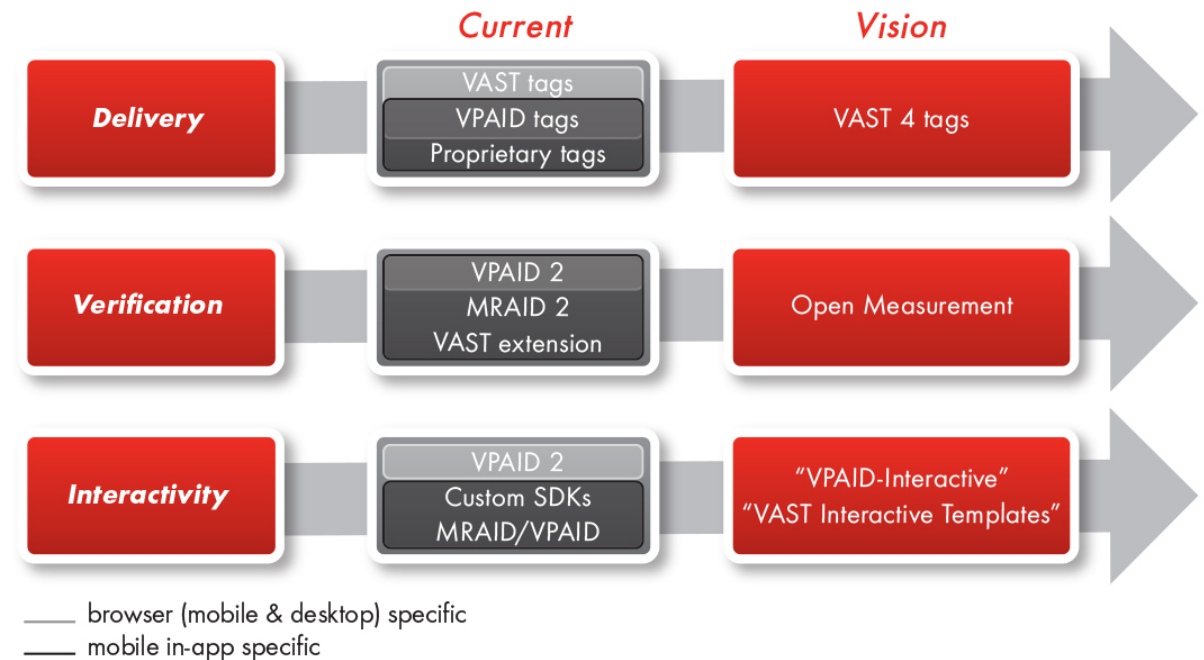 Current
Vision
Delivery
VAST tags
VPAID tags
Proprietary tags
VAST 4 tags
Verification
VPAID 2
MRAID 2
VAST extension
Open Measurement
Interactivity
VPAID 2
Custom SDKs
MRAID/VPAID
“VPAID-Interactive”
“VAST Interactive Templates”
browser (mobile & desktop) specific
mobile in-app specific